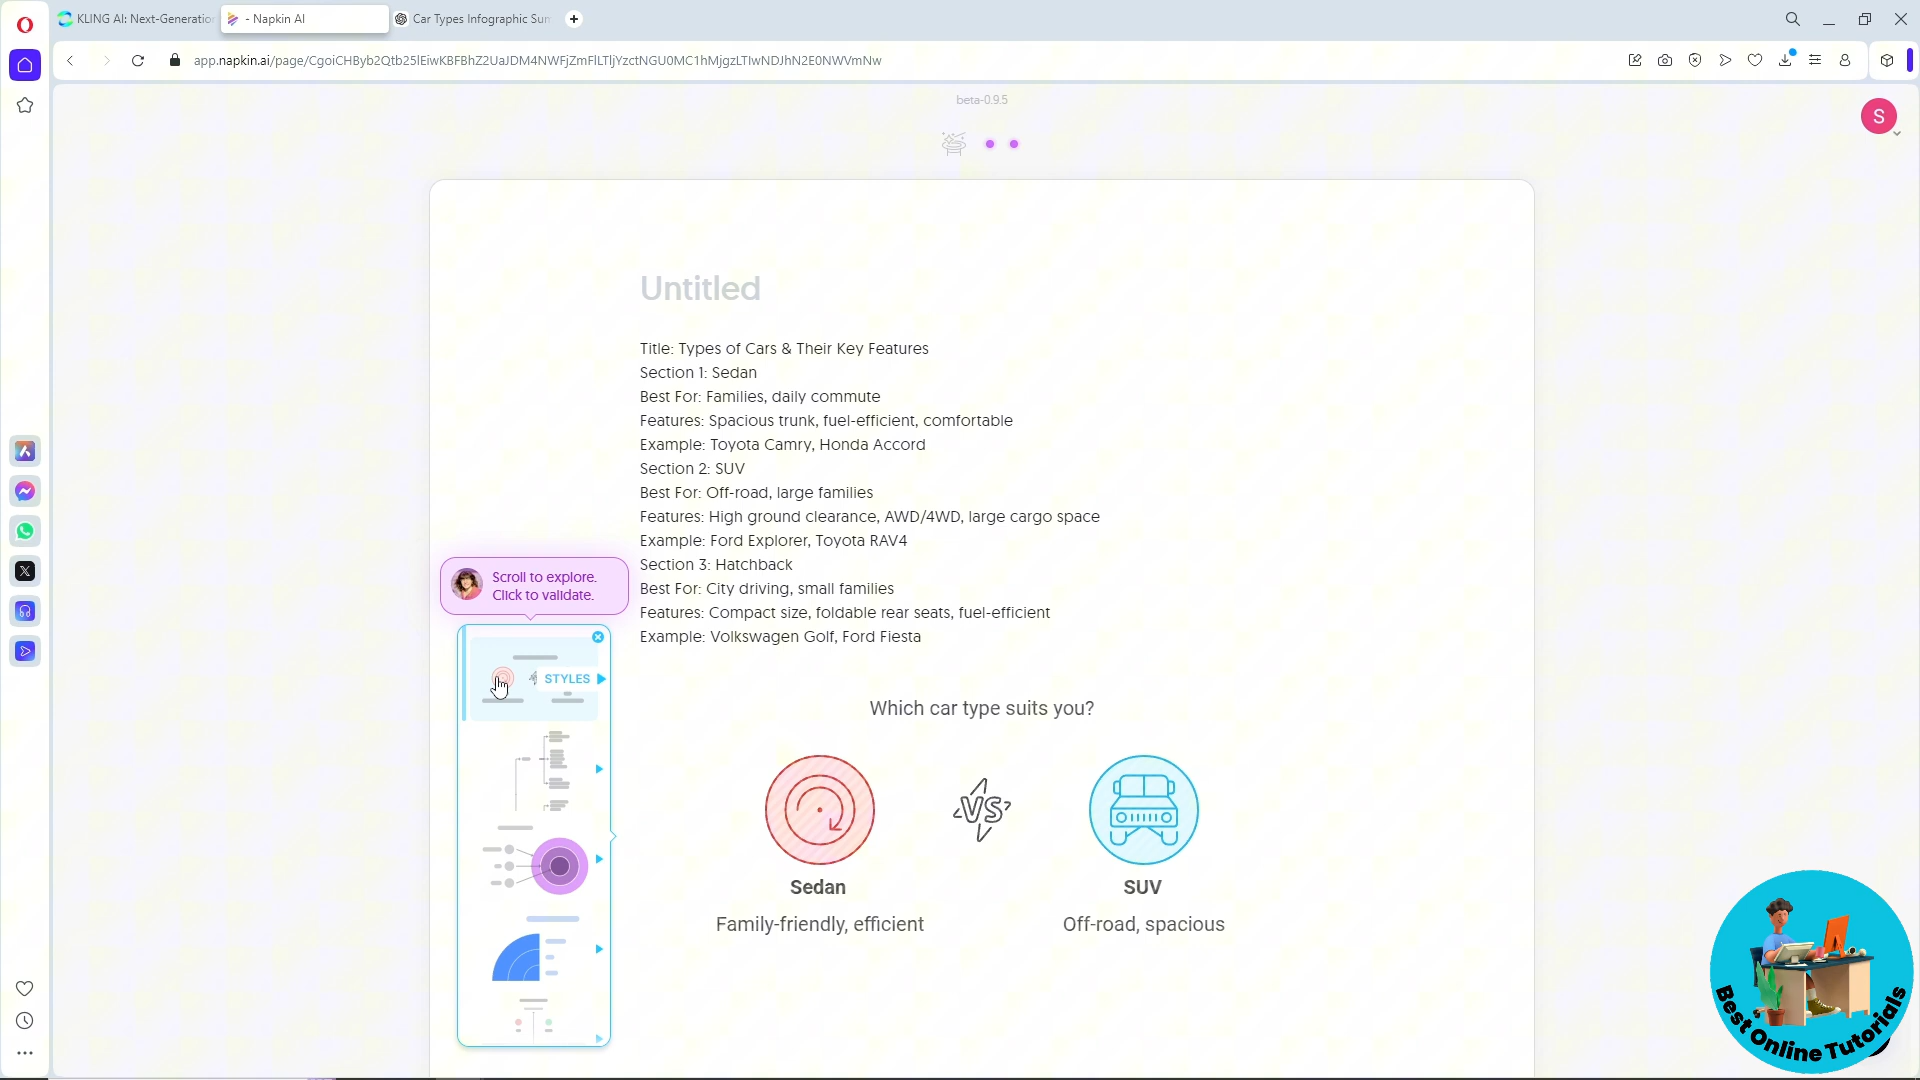 KLING AI: Next-Generation
- Napkin AI
Car Types Infographic Sum
app.napkin.ai/page/CgoiCHByb2Qtb25lEiwKBFBhZ2UaJDM4NWFjZmFlLTljYzctNGU0MC1hMjgzLTIwNDJhN2E0NWVmNw
beta-0.9.5
S
Untitled
Title: Types of Cars & Their Key Features
Section 1: Sedan
Best For: Families, daily commute
Features: Spacious trunk, fuel-efficient, comfortable
Example: Toyota Camry, Honda Accord
Section 2: SUV
Best For: Off-road, large families
Features: High ground clearance, AWD/4WD, large cargo space
Example: Ford Explorer, Toyota RAV4
Section 3: Hatchback
Best For: City driving, small families
Features: Compact size, foldable rear seats, fuel-efficient
Example: Volkswagen Golf, Ford Fiesta
Scroll to explore.
Click to validate.
STYLES
Which car type suits you?
VS
Sedan
SUV
Family-friendly, efficient
Off-road, spacious
Best Online Tutorials